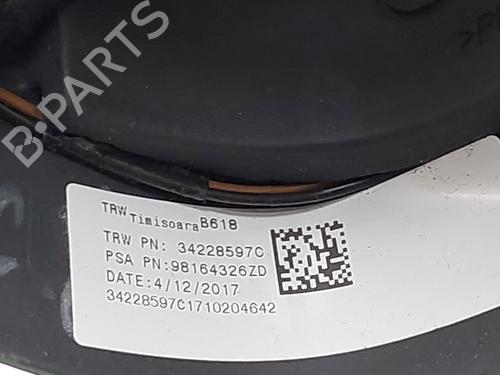 B-PARTS
TRW Timisoara B618
TRW PN: 34228597C
PSA PN:98164326ZD
DATE:4/12/2017
34228597C1710204642